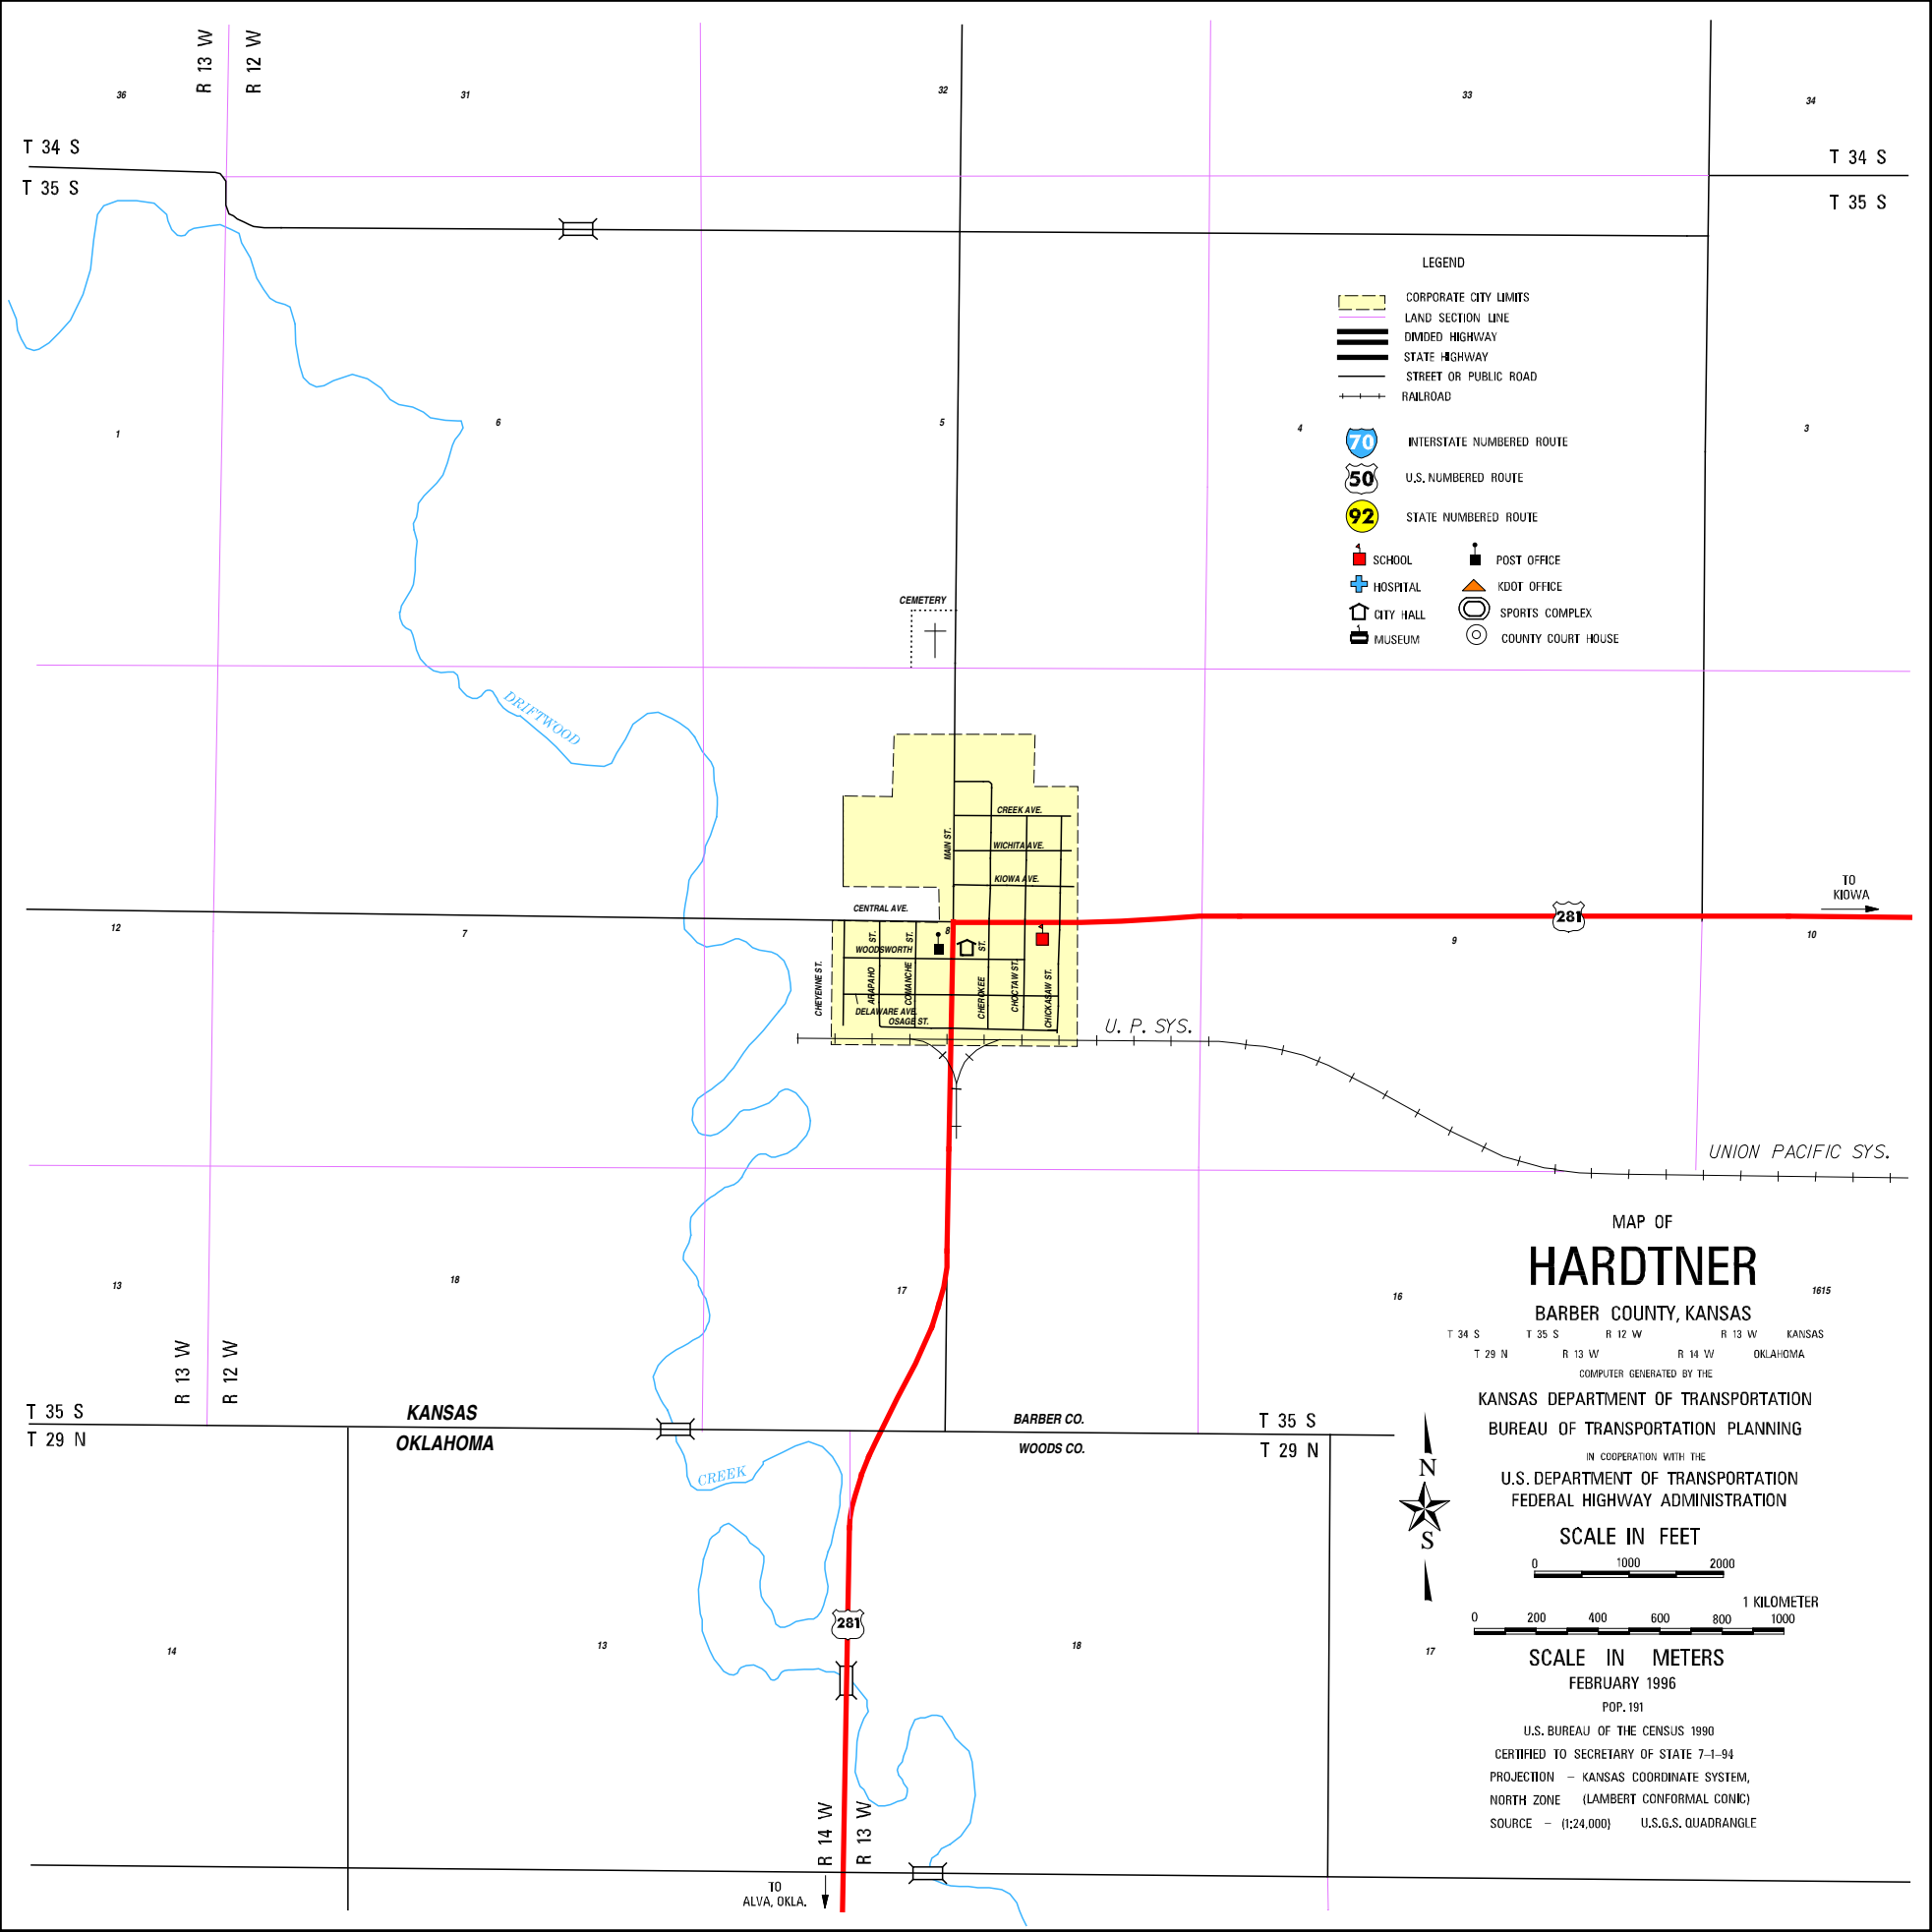 R 13 W
R 12 W
36
31
32
33
34
T 34 S
T 35 S
T 34 S
T 35 S
LEGEND
CORPORATE CITY LIMITS
LAND SECTION LINE
DIVIDED HIGHWAY
STATE HIGHWAY
STREET OR PUBLIC ROAD
RAILROAD
70 INTERSTATE NUMBERED ROUTE
50 U.S. NUMBERED ROUTE
92 STATE NUMBERED ROUTE
SCHOOL
POST OFFICE
HOSPITAL
KDOT OFFICE
CITY HALL
SPORTS COMPLEX
MUSEUM
COUNTY COURT HOUSE
1
6
5
4
3
CEMETERY
DRIFTWOOD
CREEK AVE.
MAIN ST.
WICHITA AVE.
KIOWA AVE.
CENTRAL AVE.
TO
KIOWA
281
12
7
8
9
10
WOODSWORTH
CHEYENNE ST.
ARAPAHO ST.
COMANCHE ST.
CHEROKEE ST.
CHOCTAW ST.
CHICKASAW ST.
DELAWARE AVE.
OSAGE ST.
U. P. SYS.
UNION PACIFIC SYS.
13
18
17
16
1615
R 13 W
R 12 W
T 35 S
T 29 N
KANSAS
OKLAHOMA
BARBER CO.
WOODS CO.
T 35 S
T 29 N
CREEK
281
14
13
18
17
R 14 W
R 13 W
TO
ALVA, OKLA.
MAP OF
HARDTNER
BARBER COUNTY, KANSAS
T 34 S T 35 S R 12 W R 13 W KANSAS
T 29 N R 13 W R 14 W OKLAHOMA
COMPUTER GENERATED BY THE
KANSAS DEPARTMENT OF TRANSPORTATION
BUREAU OF TRANSPORTATION PLANNING
IN COOPERATION WITH THE
U.S. DEPARTMENT OF TRANSPORTATION
FEDERAL HIGHWAY ADMINISTRATION
N
S
SCALE IN FEET
0 1000 2000
1 KILOMETER
0 200 400 600 800 1000
SCALE IN METERS
FEBRUARY 1996
POP. 191
U.S. BUREAU OF THE CENSUS 1990
CERTIFIED TO SECRETARY OF STATE 7-1-94
PROJECTION - KANSAS COORDINATE SYSTEM,
NORTH ZONE (LAMBERT CONFORMAL CONIC)
SOURCE - (1:24,000) U.S.G.S. QUADRANGLE